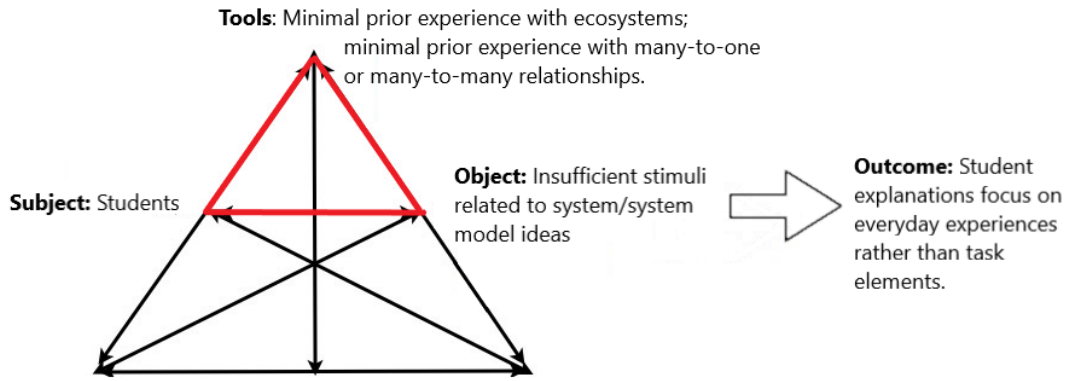 Tools: Minimal prior experience with ecosystems;
minimal prior experience with many-to-one
or many-to-many relationships.
Subject: Students
Object: Insufficient stimuli
related to system/system
model ideas
Outcome: Student
explanations focus on
everyday experiences
rather than task
elements.